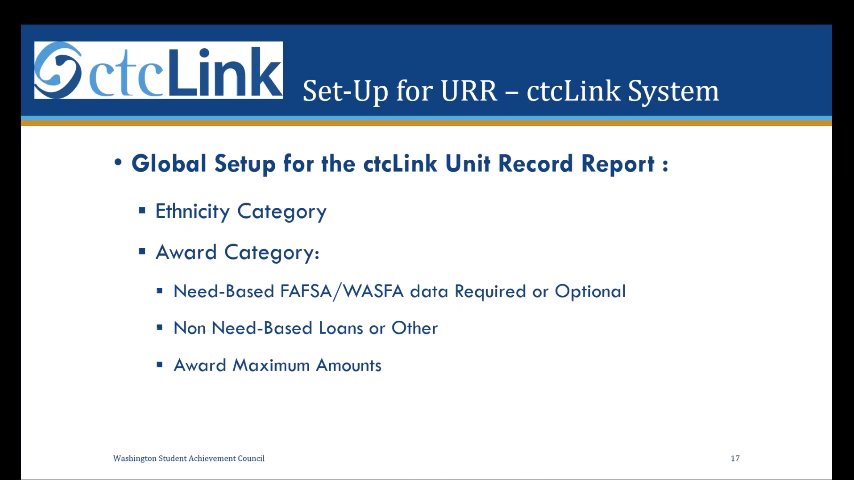 ctcLink
Set-Up for URR – ctcLink System
• Global Setup for the ctcLink Unit Record Report :
▪ Ethnicity Category
▪ Award Category:
▪ Need-Based FAFSA/WASFA data Required or Optional
▪ Non Need-Based Loans or Other
▪ Award Maximum Amounts
Washington Student Achievement Council
17